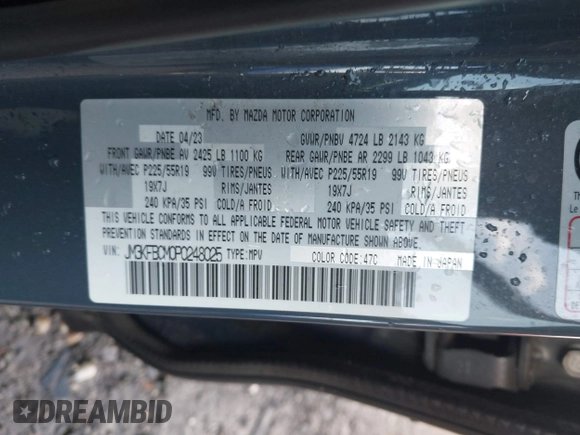 MFD. BY MAZDA MOTOR CORPORATION
DATE 04/23 GVWR/PNBV 4724 LB 2143 KG
FRONT GAWR/PNBE AV 2425 LB 1100 KG REAR GAWR/PNBE AR 2299 LB 1043 KG
WITH/AVEC P225/55R19 99V TIRES/PNEUS WITH/AVEC P225/55R19 99V TIRES/PNEUS
19X7J RIMS/JANTES 19X7J RIMS/JANTES
240 KPA/35 PSI COLD/A FROID 240 KPA/35 PSI COLD/A FROID
THIS VEHICLE CONFORMS TO ALL APPLICABLE FEDERAL MOTOR VEHICLE SAFETY AND THEFT
PREVENTION STANDARDS IN EFFECT ON THE DATE OF MANUFACTURE SHOWN ABOVE.
VIN: JM3KFBCM0P0248025 TYPE:MPV COLOR CODE:47C MADE IN JAPAN
Thi
Le
DREAMBID